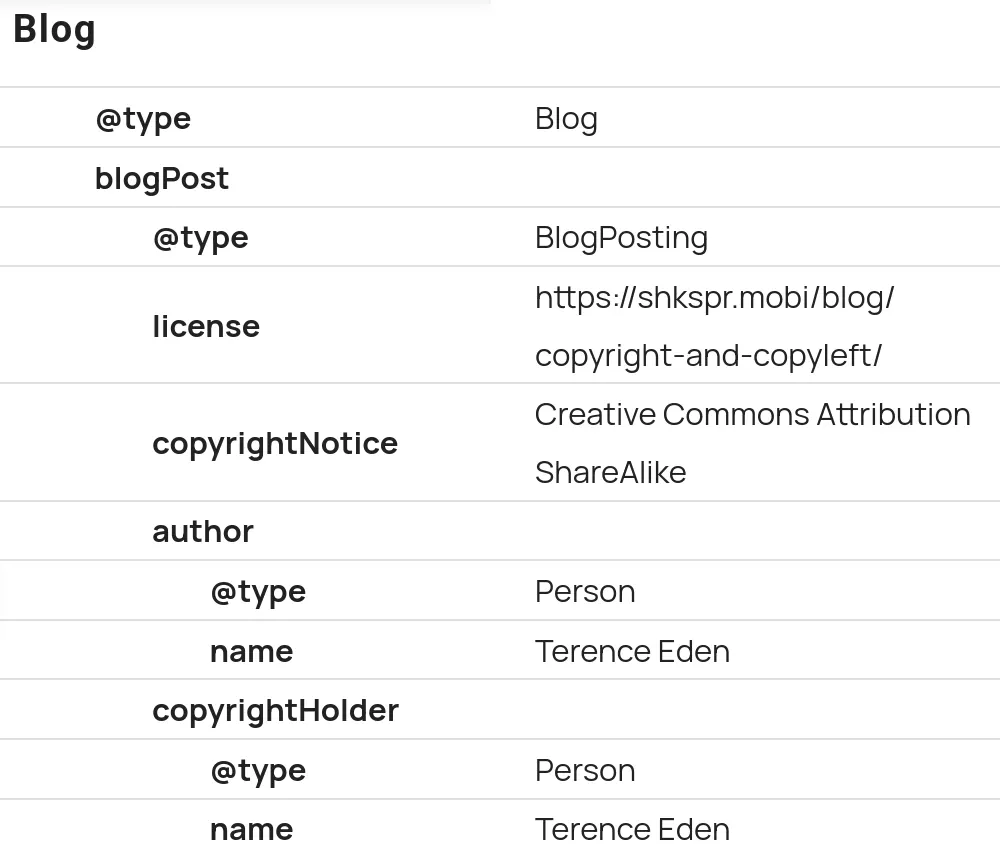 Blog
@type Blog
blogPost
@type BlogPosting
license https://shkspr.mobi/blog/
copyright-and-copyleft/
copyrightNotice Creative Commons Attribution
ShareAlike
author
@type Person
name Terence Eden
copyrightHolder
@type Person
name Terence Eden